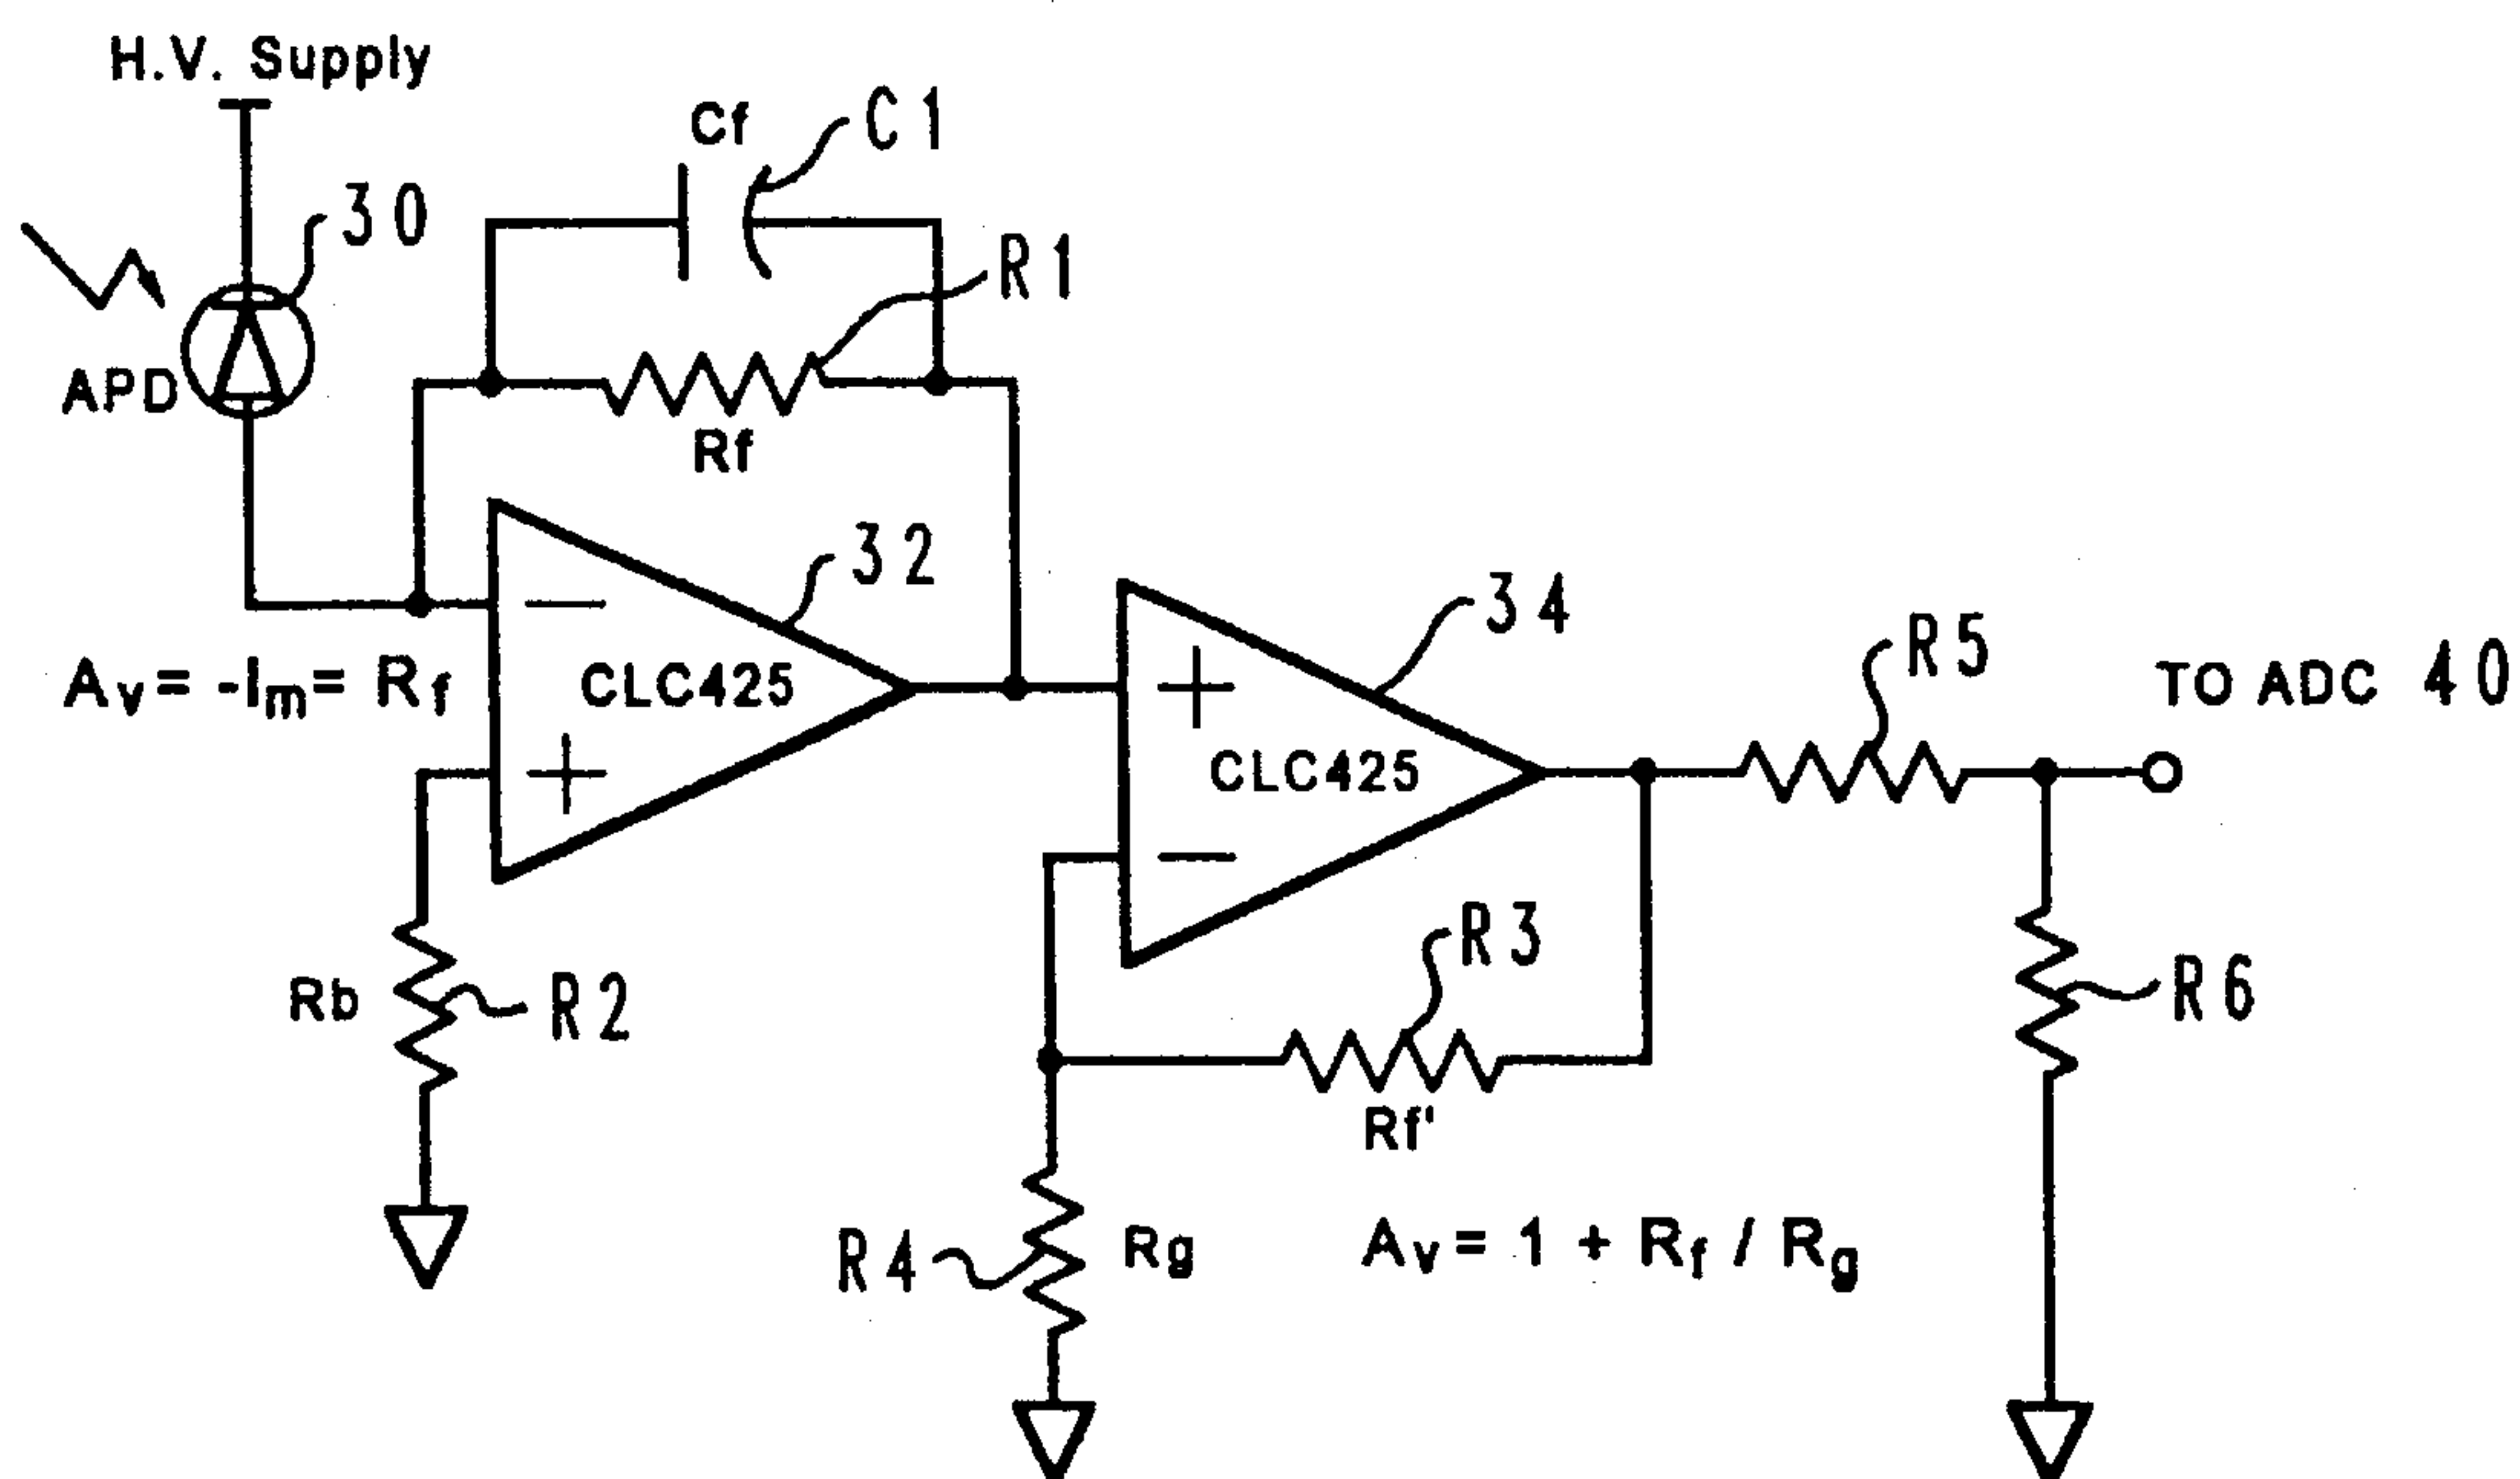 H.V. Supply
Cf
C1
30
R1
APD
Rf
32
34
R5
Av= -Im= Rf
CLC425
TO ADC 40
CLC425
R3
Rb
R2
R6
Rf'
R4
Rg
Av= 1 + Rf / Rg